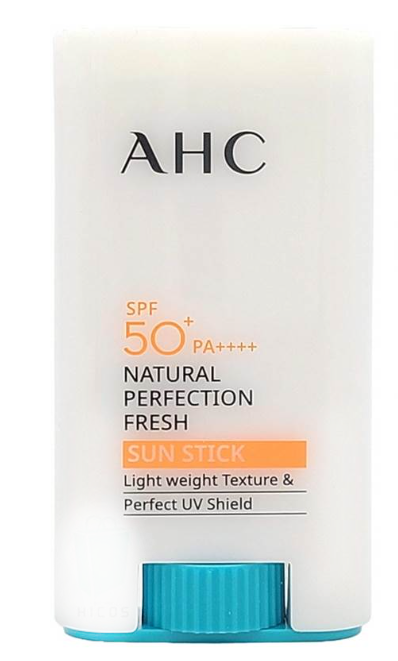 AHC
SPF
50+ PA++++
NATURAL
PERFECTION
FRESH
SUN STICK
Light weight Texture &
Perfect UV Shield